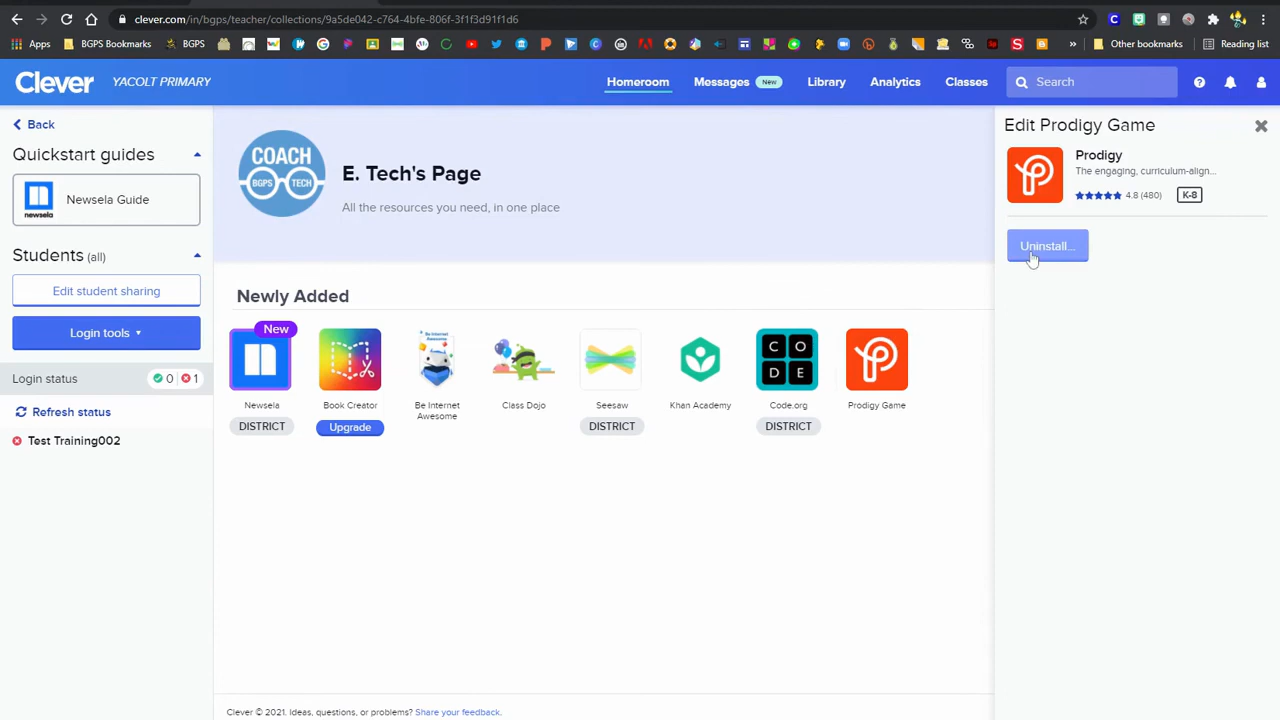 clever.com/in/bgps/teacher/collections/9a5de042-c764-4bfe-806f-3f1f3d91f1d6
Apps
BGPS Bookmarks
BGPS
Other bookmarks
Reading list
Clever
YACOLT PRIMARY
Homeroom
Messages
New
Library
Analytics
Classes
Search
Back
Quickstart guides
newsela
Newsela Guide
Students (all)
Edit student sharing
Login tools
Login status
0
1
Refresh status
Test Training002
COACH
BGPS TECH
E. Tech's Page
All the resources you need, in one place
Newly Added
New
Newsela
DISTRICT
Book Creator
Upgrade
Be Internet
Awesome
Be Internet
Awesome
Class Dojo
Seesaw
DISTRICT
Khan Academy
C O
D E
Code.org
DISTRICT
Prodigy Game
Edit Prodigy Game
Prodigy
The engaging, curriculum-align...
4.8 (480)
K-8
Uninstall...
Clever © 2021. Ideas, questions, or problems? Share your feedback.